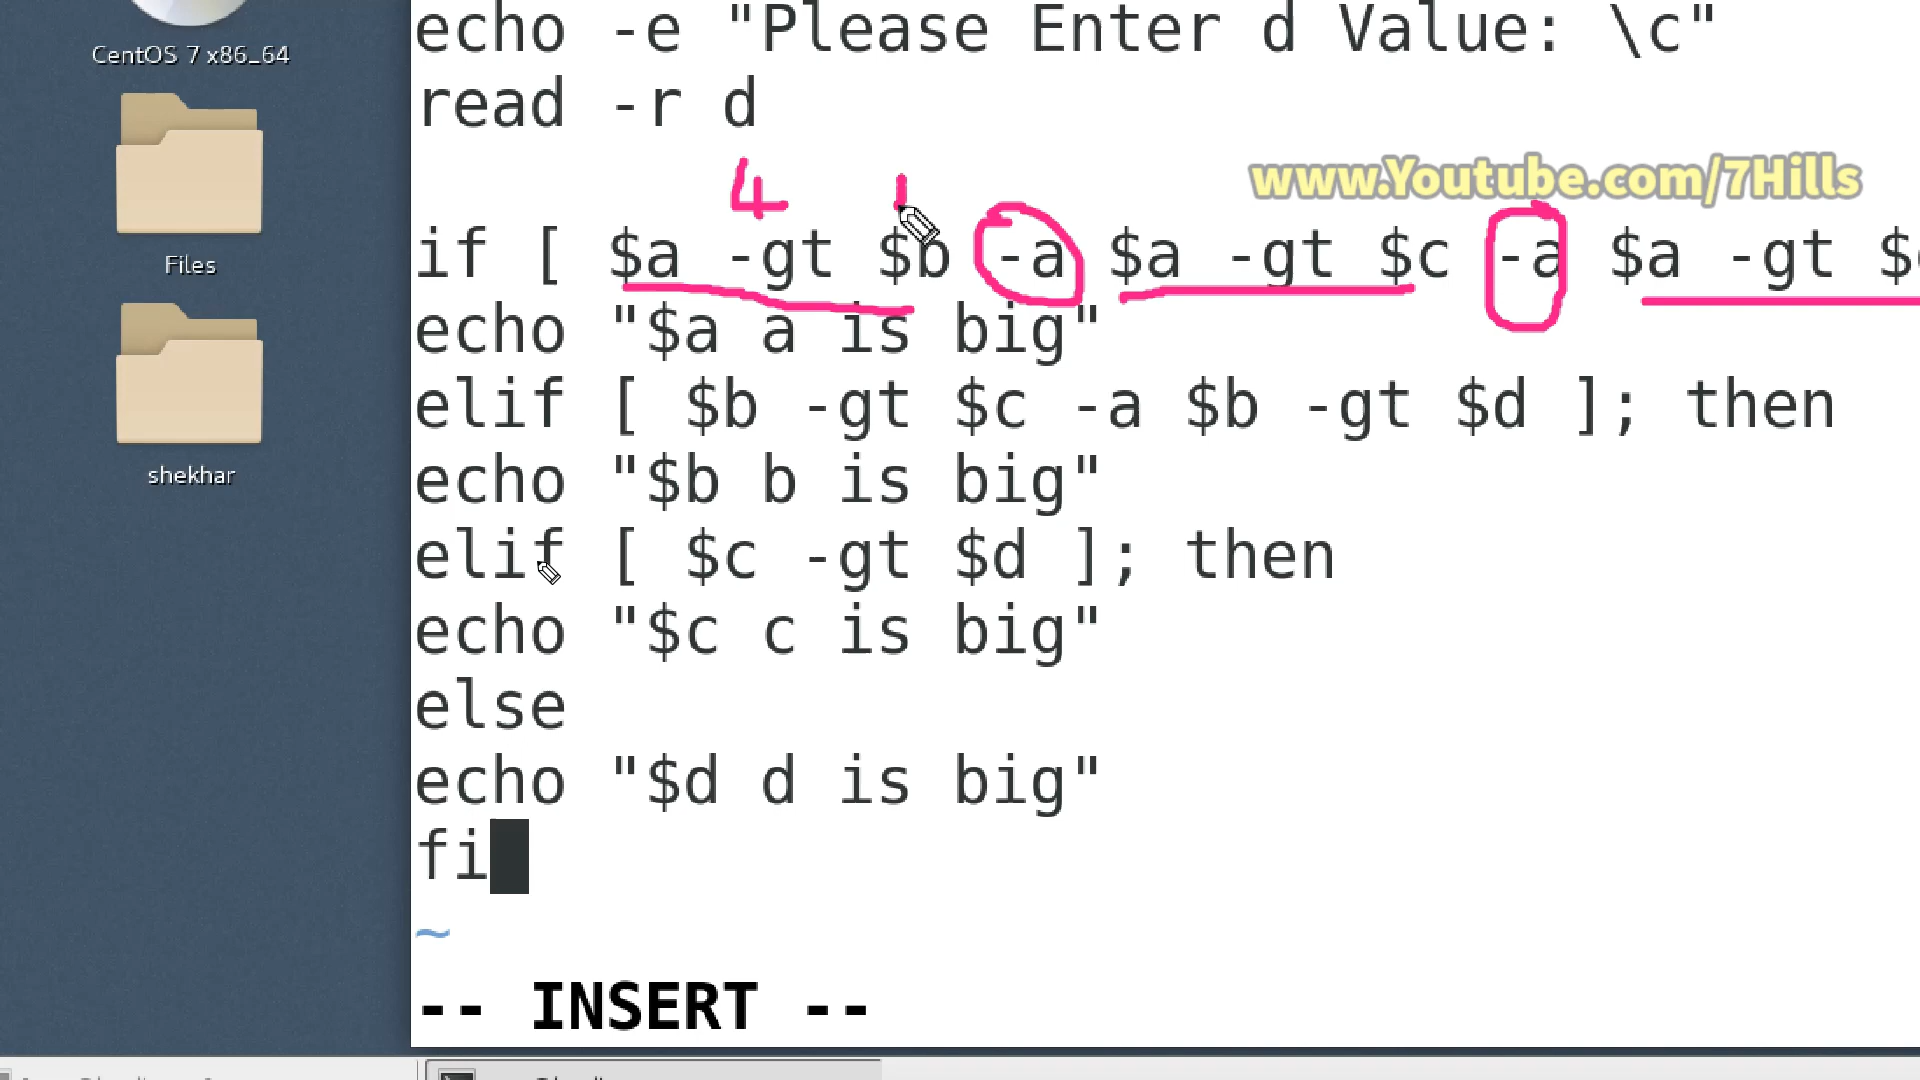 echo -e "Please Enter d Value: \c"
CentOS 7 x86_64
read -r d
4
www.Youtube.com/7Hills
if [ $a -gt $b -a $a -gt $c -a $a -gt
Files
echo "$a a is big"
elif [ $b -gt $c -a $b -gt $d ]; then
echo "$b b is big"
shekhar
elif [ $c -gt $d ]; then
echo "$c c is big"
else
echo "$d d is big"
fi
~
-- INSERT --